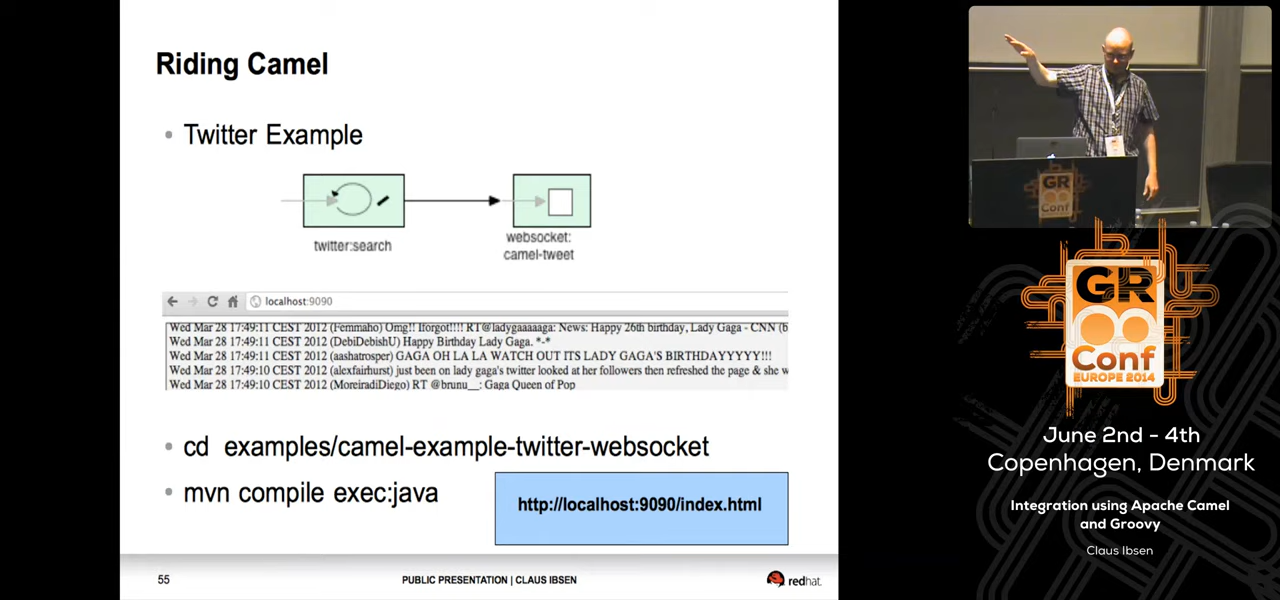 Riding Camel
• Twitter Example
twitter:search
websocket:
camel-tweet
localhost:9090
Wed Mar 28 17:49:11 CEST 2012 (Femmaho) Omg!! Iforgot!!!! RT@ladygaaaaaga: News: Happy 26th birthday, Lady Gaga - CNN (b
Wed Mar 28 17:49:11 CEST 2012 (DebiDebishU) Happy Birthday Lady Gaga. *-*
Wed Mar 28 17:49:11 CEST 2012 (aashatrosper) GAGA OH LA LA WATCH OUT ITS LADY GAGA'S BIRTHDAYYYYY!!!
Wed Mar 28 17:49:10 CEST 2012 (alexfairhurst) just been on lady gaga's twitter looked at her followers then refreshed the page & she w
Wed Mar 28 17:49:10 CEST 2012 (MoreiradiDiego) RT @brunu__: Gaga Queen of Pop
• cd examples/camel-example-twitter-websocket
• mvn compile exec:java
http://localhost:9090/index.html
55
PUBLIC PRESENTATION | CLAUS IBSEN
redhat.
GR
Conf
GR8
Conf
EUROPE 2014
June 2nd - 4th
Copenhagen, Denmark
Integration using Apache Camel
and Groovy
Claus Ibsen